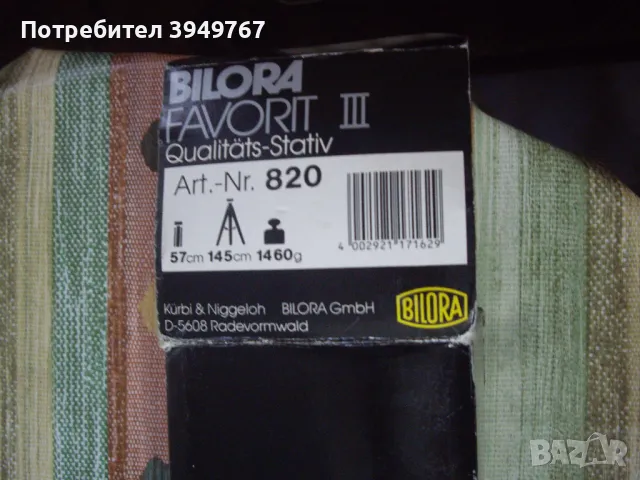 Потребител 3949767
BILORA
FAVORIT III
Qualitäts-Stativ
Art.-Nr. 820
57cm 145cm 1460g
4 002921 171629
Kürbi & Niggeloh BILORA GmbH
D-5608 Radevormwald
BILORA
BAZAR